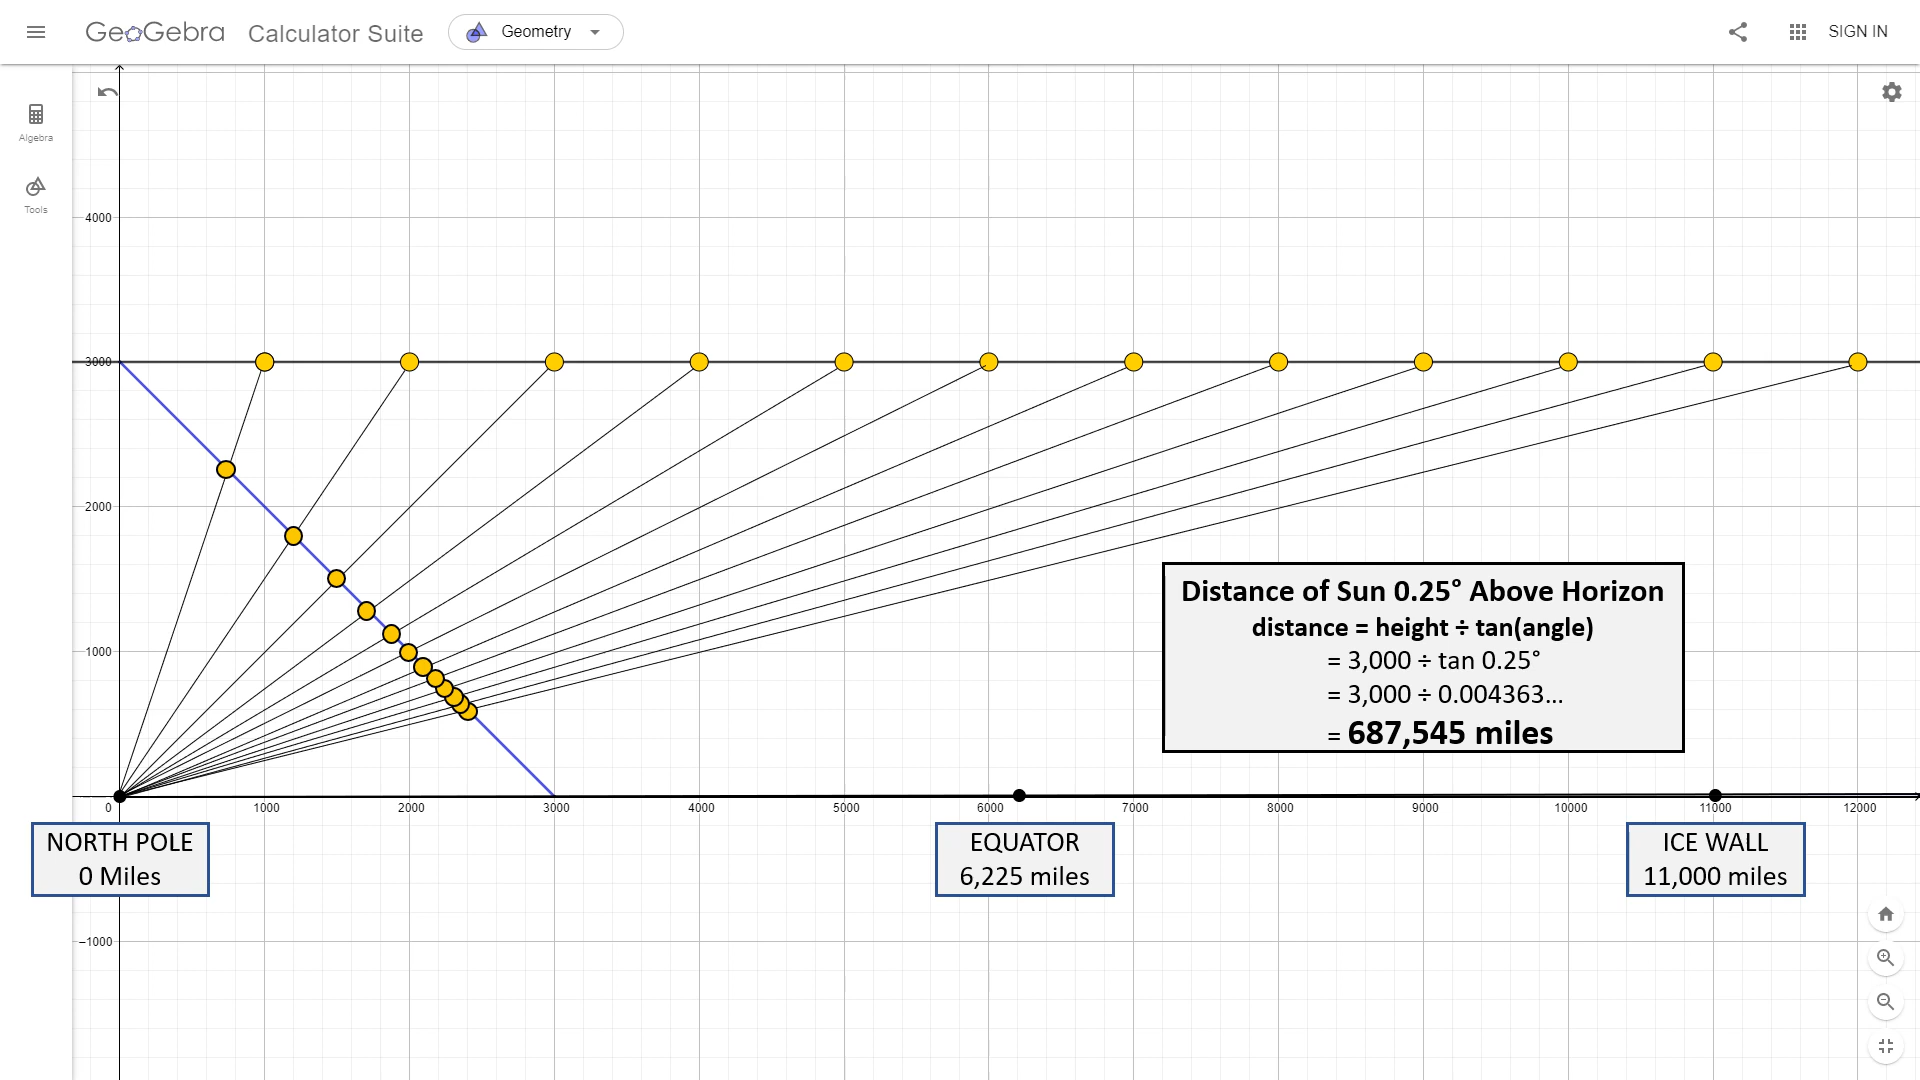 GeoGebra Calculator Suite Geometry SIGN IN
Algebra
Tools
4000
3000
2000
1000
0 1000 2000 3000 4000 5000 6000 7000 8000 9000 10000 11000 12000
−1000
Distance of Sun 0.25° Above Horizon
distance = height ÷ tan(angle)
= 3,000 ÷ tan 0.25°
= 3,000 ÷ 0.004363...
= 687,545 miles
NORTH POLE
0 Miles
EQUATOR
6,225 miles
ICE WALL
11,000 miles